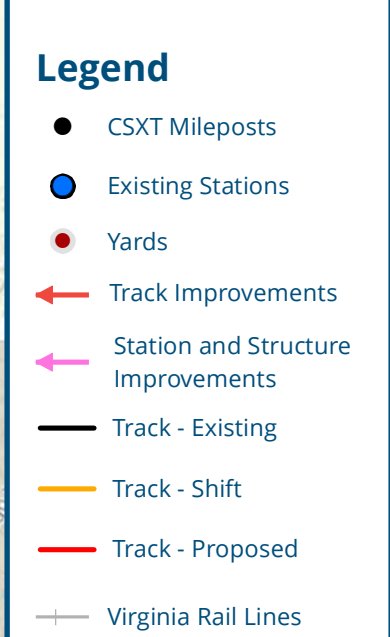 Legend
CSXT Mileposts
Existing Stations
Yards
Track Improvements
Station and Structure
Improvements
Track - Existing
Track - Shift
Track - Proposed
Virginia Rail Lines